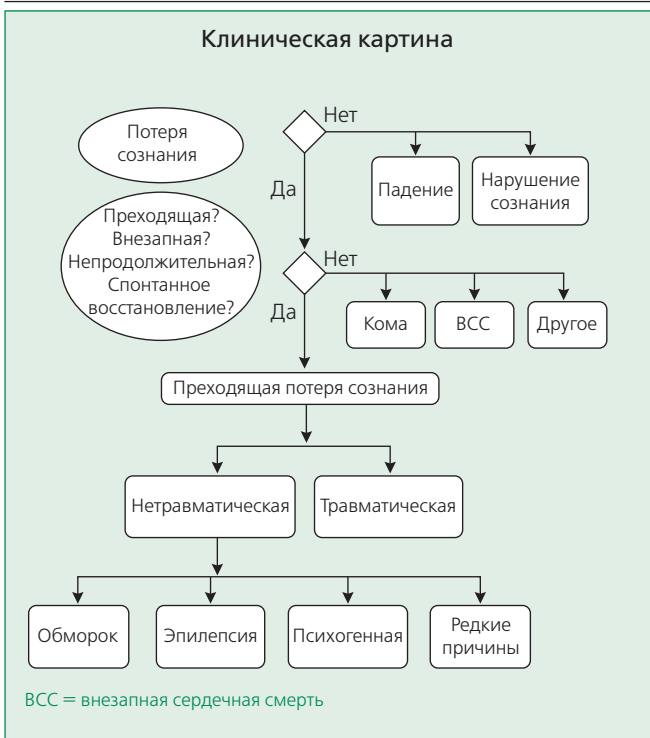 Клиническая картина
Потеря
сознания
Нет
Да
Падение
Нарушение
сознания
Преходящая?
Внезапная?
Непродолжительная?
Спонтанное
восстановление?
Нет
Да
Кома
ВСС
Другое
Преходящая потеря сознания
Нетравматическая
Травматическая
Обморок
Эпилепсия
Психогенная
Редкие
причины
ВСС = внезапная сердечная смерть